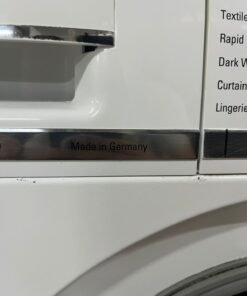 Textile
Rapid
Dark W
Curtain
Lingerie
Made in Germany